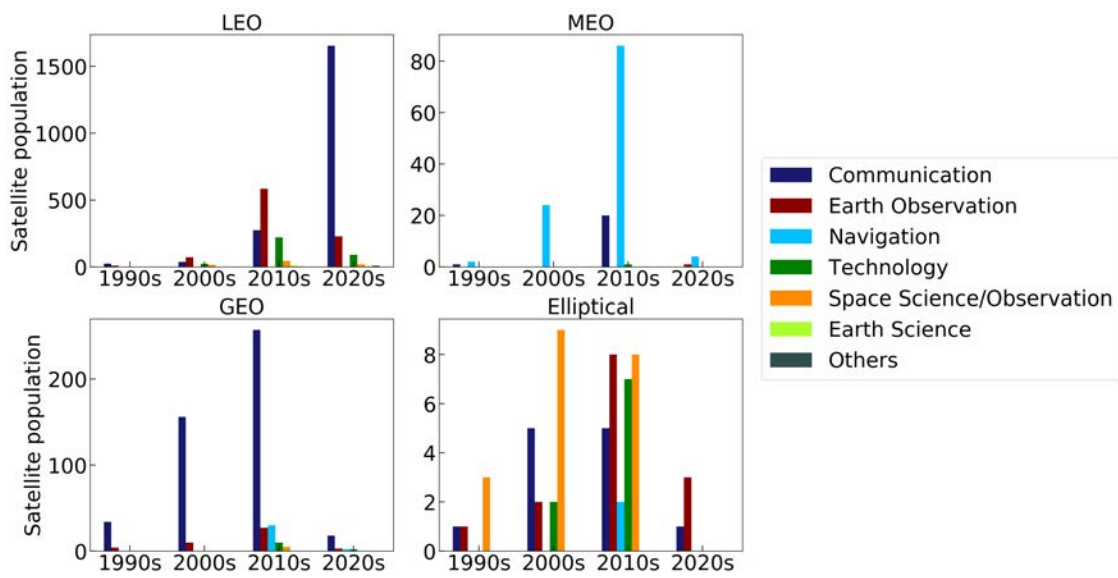 LEO
Satellite population
1500
1000
500
0
1990s 2000s 2010s 2020s
MEO
80
60
40
20
0
1990s 2000s 2010s 2020s
GEO
Satellite population
200
100
0
1990s 2000s 2010s 2020s
Elliptical
8
6
4
2
0
1990s 2000s 2010s 2020s
Communication
Earth Observation
Navigation
Technology
Space Science/Observation
Earth Science
Others